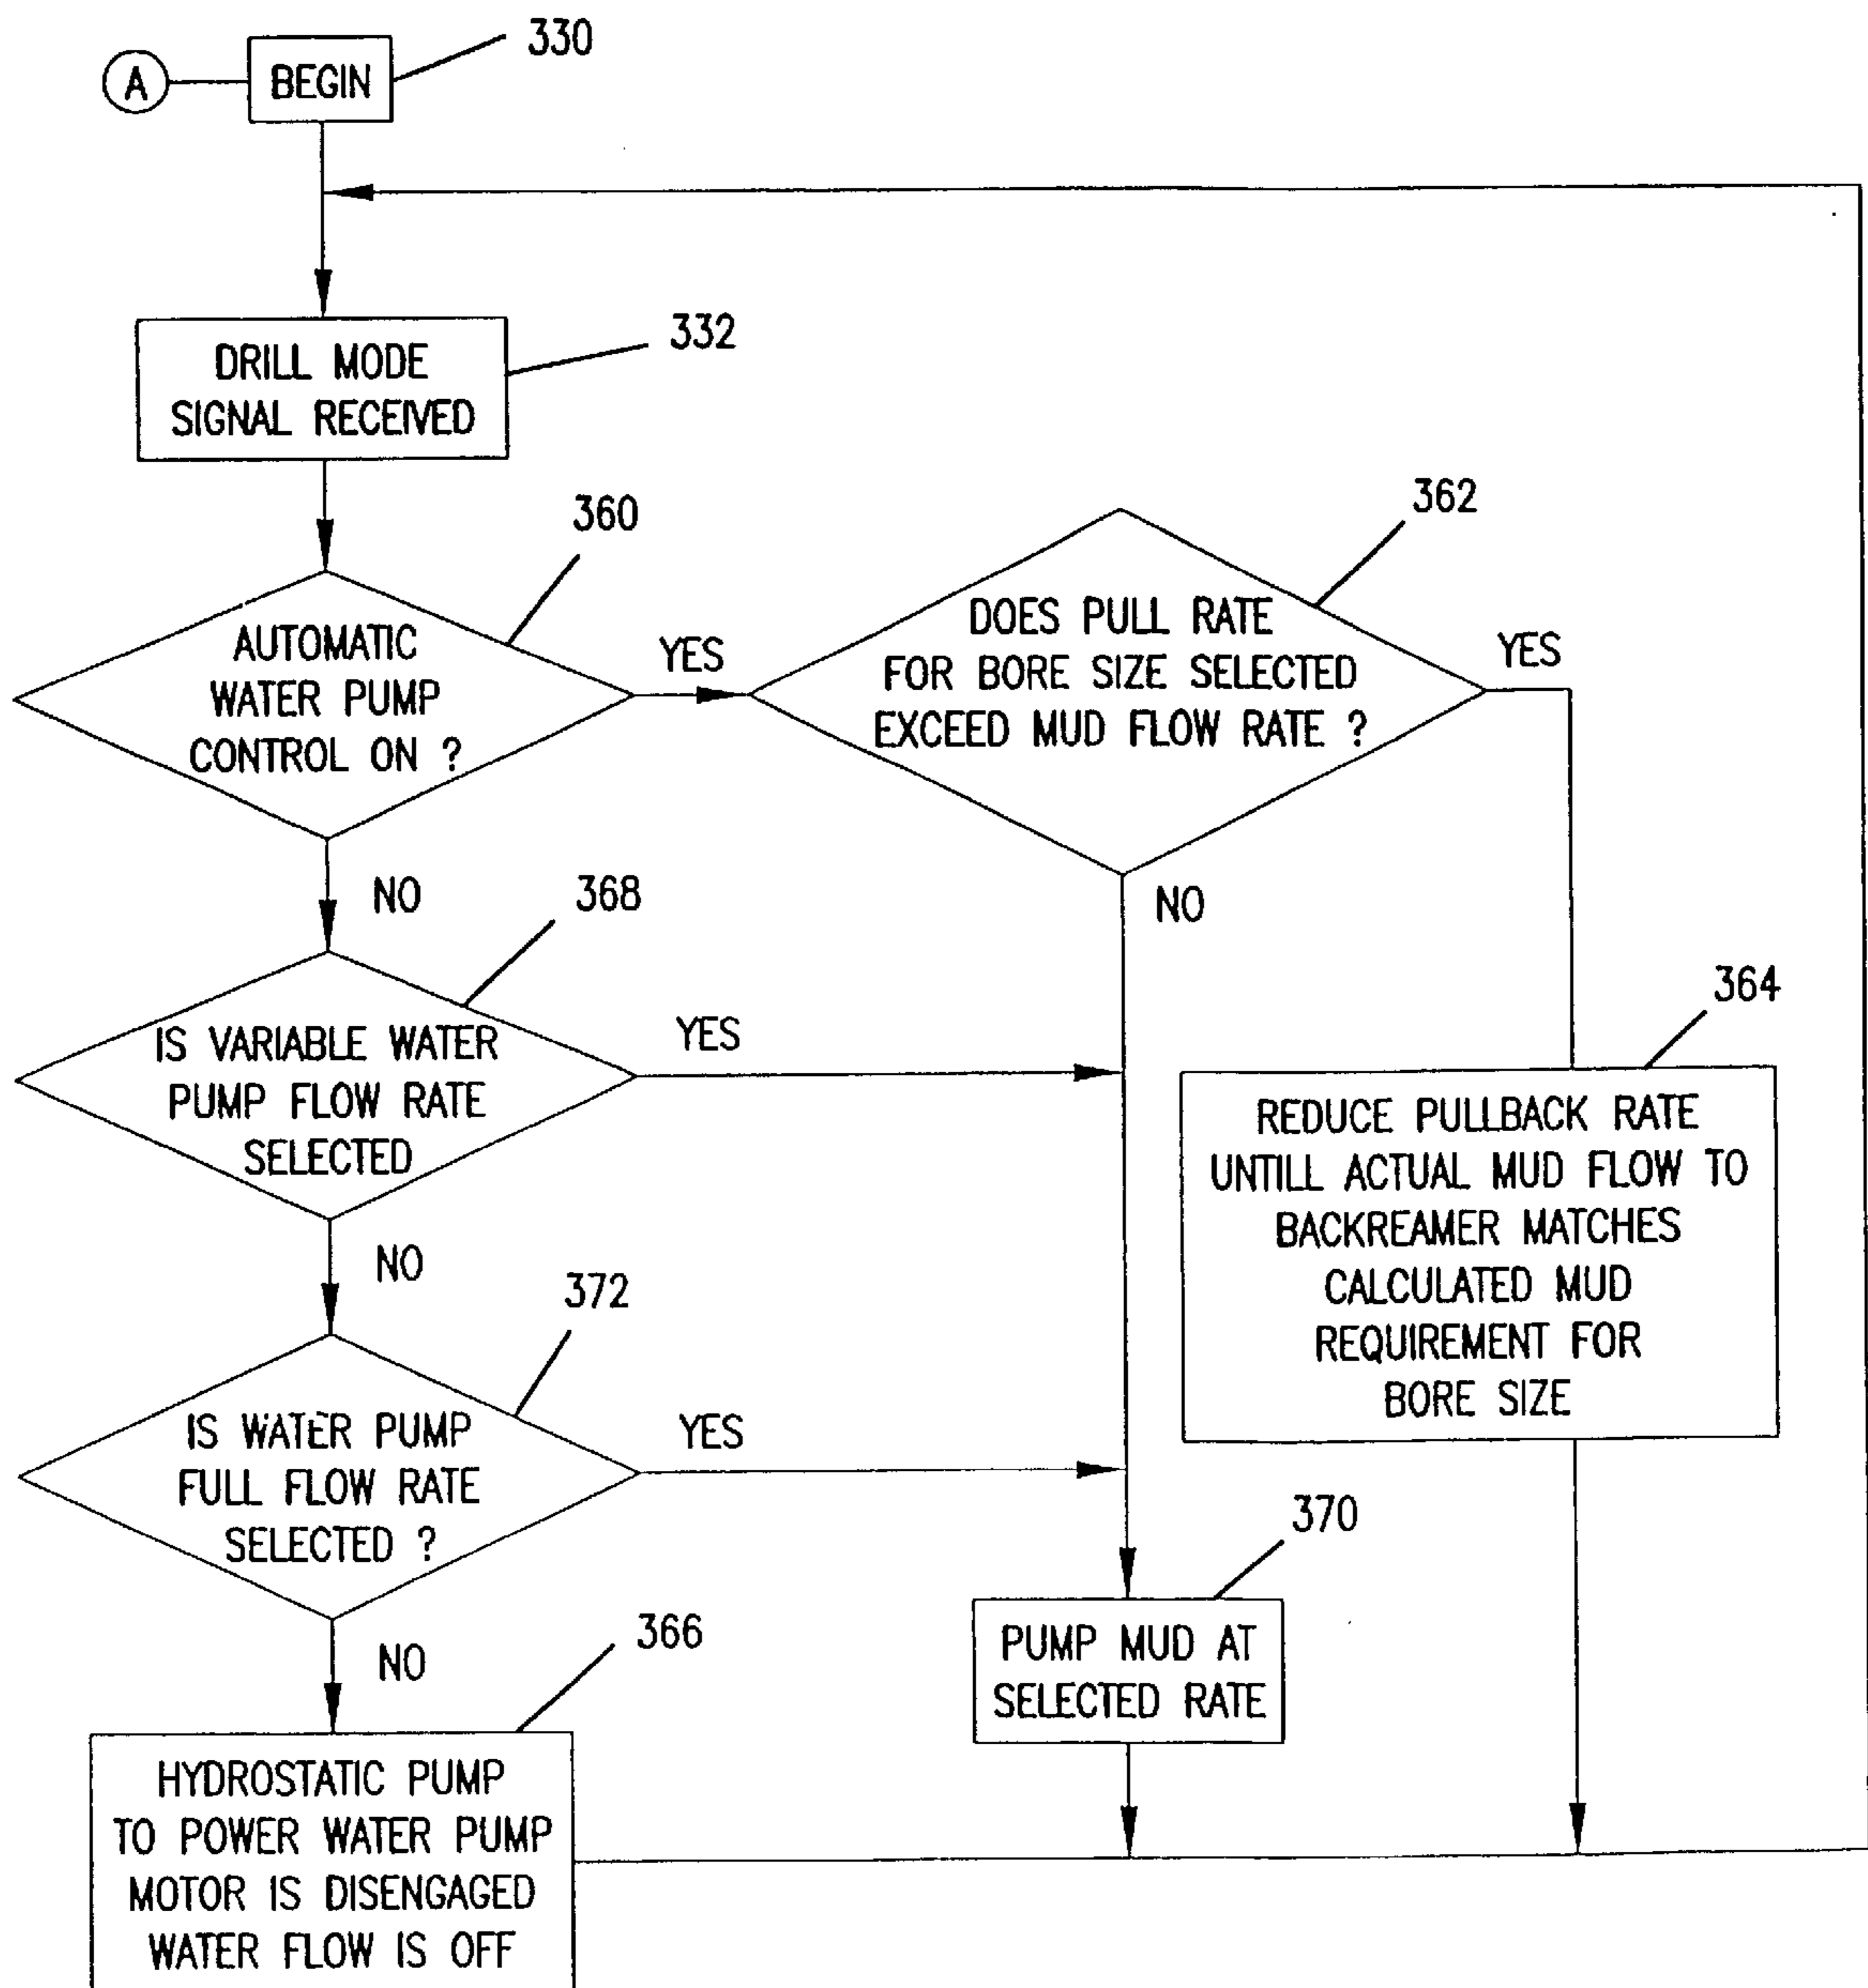 A
BEGIN
330
DRILL MODE
SIGNAL RECEIVED
332
AUTOMATIC
WATER PUMP
CONTROL ON ?
360
YES
DOES PULL RATE
FOR BORE SIZE SELECTED
EXCEED MUD FLOW RATE ?
362
YES
NO
NO
IS VARIABLE WATER
PUMP FLOW RATE
SELECTED
368
YES
REDUCE PULLBACK RATE
UNTILL ACTUAL MUD FLOW TO
BACKREAMER MATCHES
CALCULATED MUD
REQUIREMENT FOR
BORE SIZE
364
NO
IS WATER PUMP
FULL FLOW RATE
SELECTED ?
372
YES
PUMP MUD AT
SELECTED RATE
370
NO
HYDROSTATIC PUMP
TO POWER WATER PUMP
MOTOR IS DISENGAGED
WATER FLOW IS OFF
366